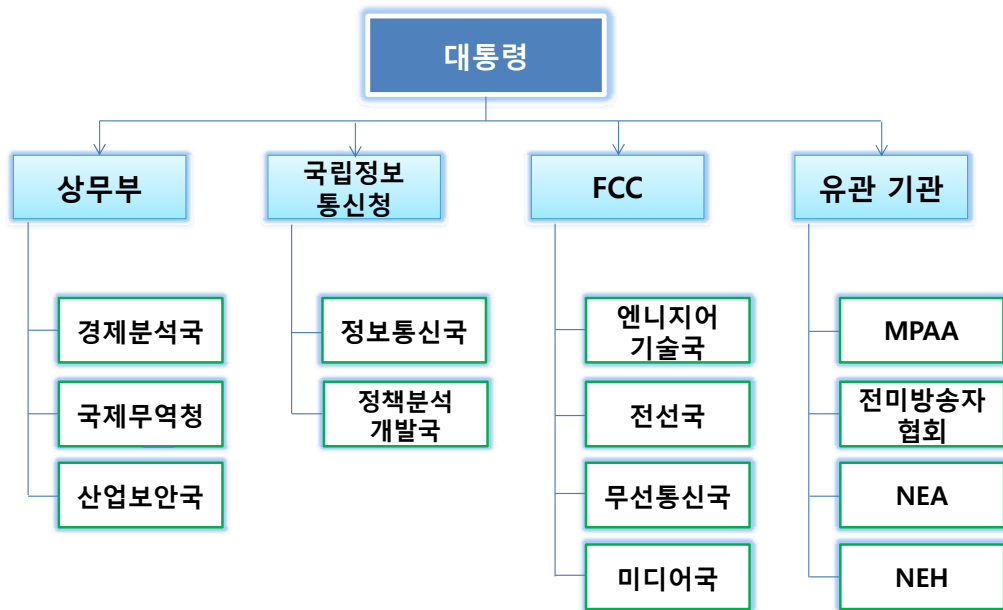 대통령
상무부
국립정보
통신청
FCC
유관 기관
경제분석국
국제무역청
산업보안국
정보통신국
정책분석
개발국
엔니지어
기술국
전선국
무선통신국
미디어국
MPAA
전미방송자
협회
NEA
NEH